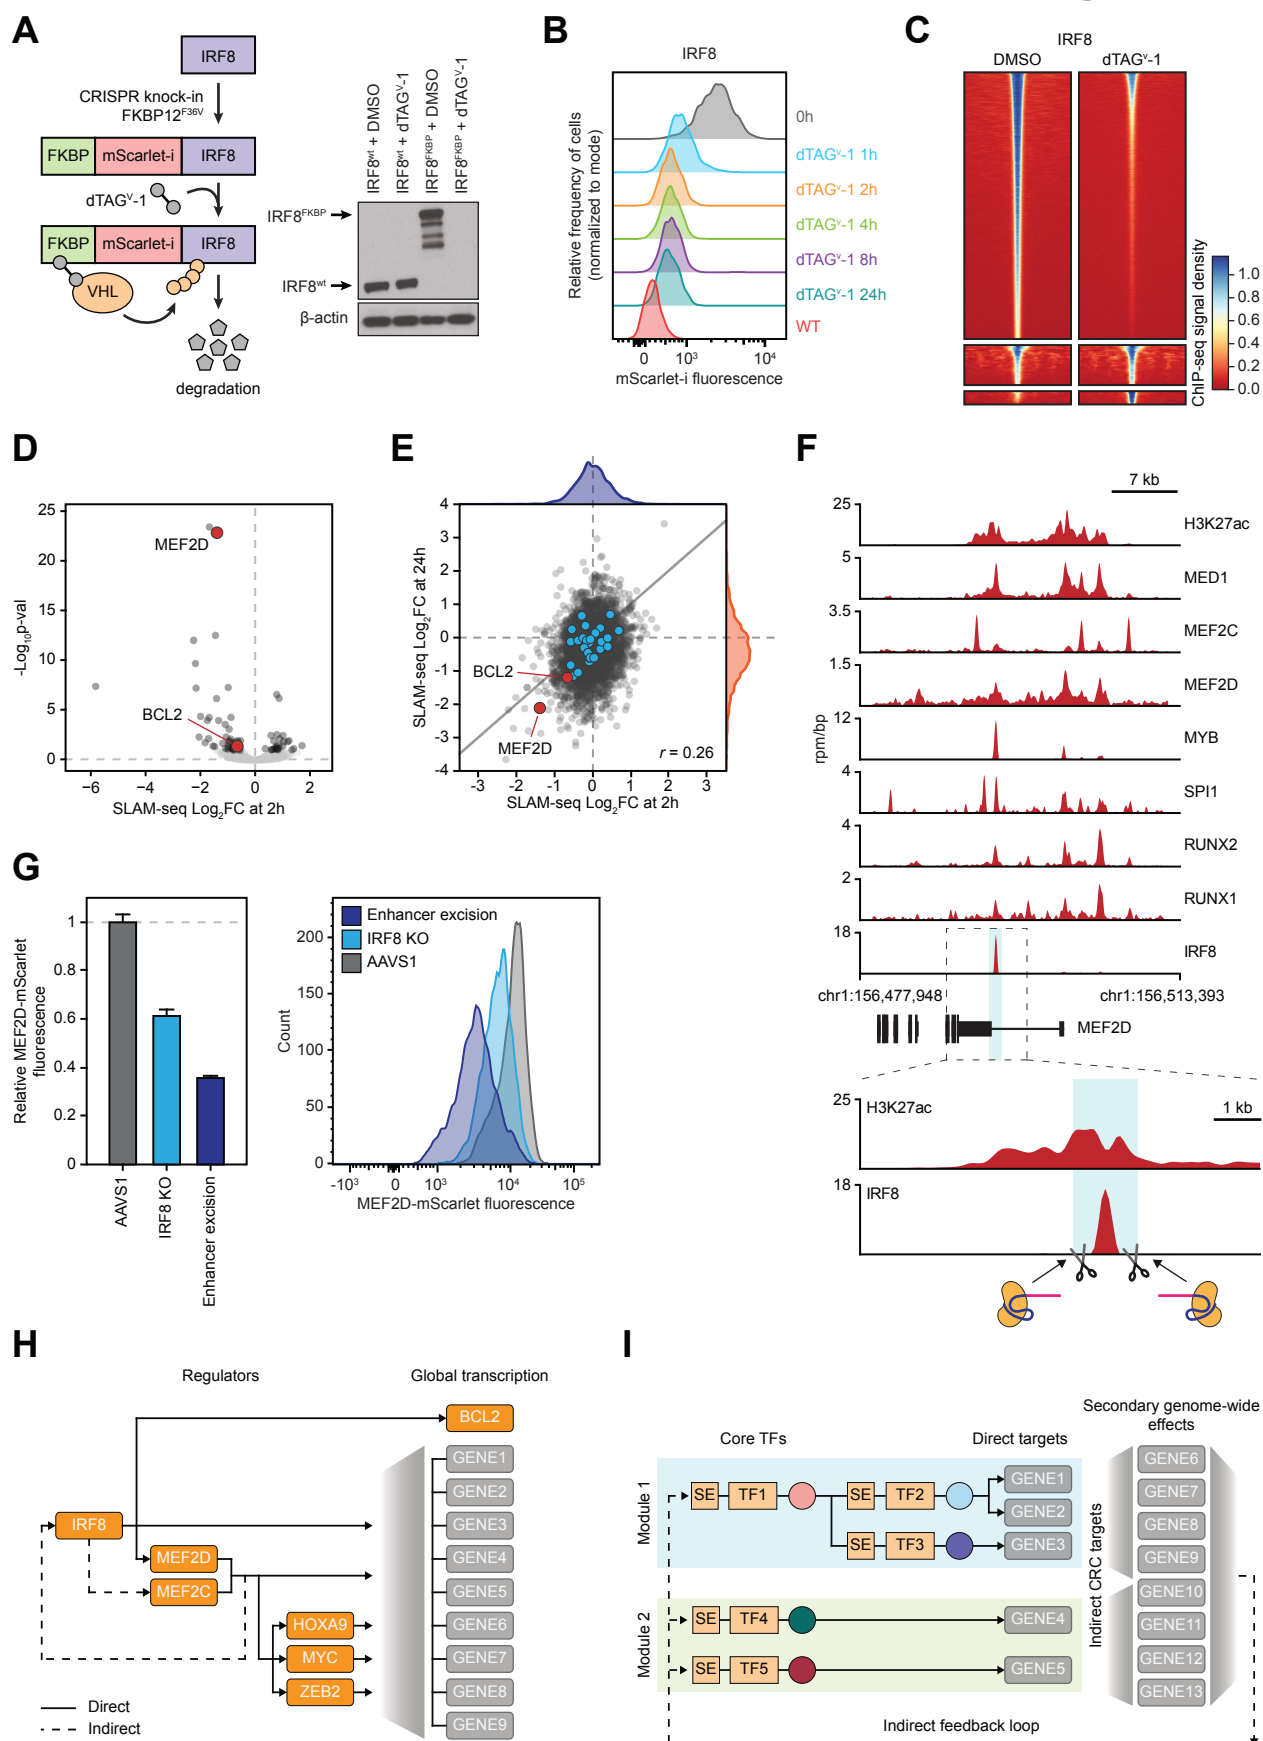 A
IRF8
CRISPR knock-in
FKBP12F36V
FKBP mScarlet-i IRF8
dTAGV-1
FKBP mScarlet-i IRF8
VHL
degradation
IRF8wt + DMSO
IRF8wt + dTAGV-1
IRF8FKBP + DMSO
IRF8FKBP + dTAGV-1
IRF8FKBP
IRF8wt
β-actin
B
IRF8
Relative frequency of cells
(normalized to mode)
0h
dTAGv-1 1h
dTAGv-1 2h
dTAGv-1 4h
dTAGv-1 8h
dTAGv-1 24h
WT
0 10³ 10⁴
mScarlet-i fluorescence
C
IRF8
DMSO dTAGv-1
ChIP-seq signal density
1.0
0.8
0.6
0.4
0.2
0.0
D
-Log10p-val
25
20
15
10
5
0
MEF2D
BCL2
−6 −4 −2 0 2
SLAM-seq Log2FC at 2h
E
SLAM-seq Log2FC at 24h
4
3
2
1
0
-1
-2
-3
-4
BCL2
MEF2D
r = 0.26
-3 -2 -1 0 1 2 3
SLAM-seq Log2FC at 2h
F
7 kb
rpm/bp
25 H3K27ac
5 MED1
3.5 MEF2C
1.5 MEF2D
12 MYB
4 SPI1
4 RUNX2
2 RUNX1
18 IRF8
chr1:156,477,948 chr1:156,513,393
MEF2D
25 H3K27ac 1 kb
18 IRF8
G
Relative MEF2D-mScarlet
fluorescence
1
0.8
0.6
0.4
0.2
0
AAVS1
IRF8 KO
Enhancer excision
Enhancer excision
IRF8 KO
AAVS1
Count
200
150
100
50
0
-10³ 0 10³ 10⁴ 10⁵
MEF2D-mScarlet fluorescence
H
Regulators Global transcription
BCL2
GENE1
GENE2
IRF8 GENE3
MEF2D GENE4
MEF2C GENE5
HOXA9 GENE6
MYC GENE7
ZEB2 GENE8
GENE9
Direct
Indirect
I
Secondary genome-wide
effects
Core TFs Direct targets
Module 1
SE TF1 SE TF2 GENE1
GENE2
SE TF3 GENE3
Module 2
SE TF4 GENE4
SE TF5 GENE5
Indirect CRC targets
GENE6
GENE7
GENE8
GENE9
GENE10
GENE11
GENE12
GENE13
Indirect feedback loop